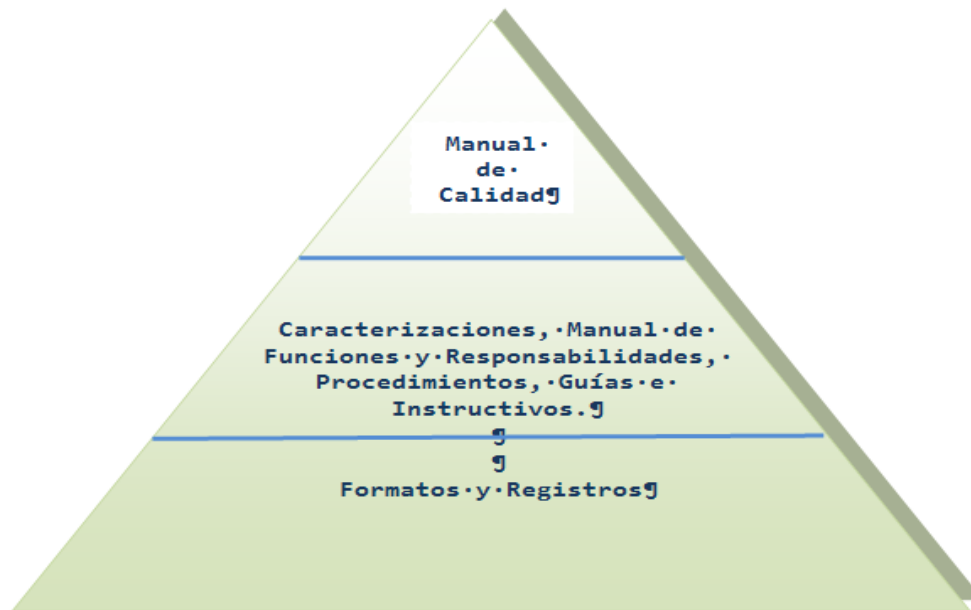 Manual·
de·
Calidad¶
Caracterizaciones,·Manual·de·
Funciones·y·Responsabilidades,·
Procedimientos,·Guías·e·
Instructivos.¶
¶
¶
Formatos·y·Registros¶